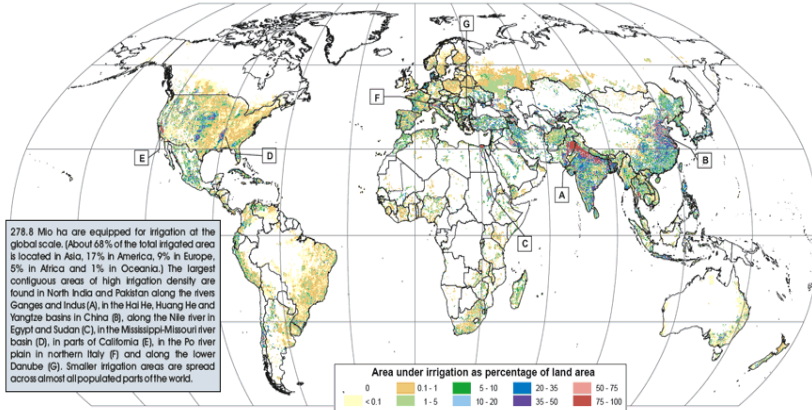 G
F
E
D
A
B
C
278.8 Mio ha are equipped for irrigation at the
global scale. (About 68% of the total irrigated area
is located in Asia, 17% in America, 9% in Europe,
5% in Africa and 1% in Oceania.) The largest
contiguous areas of high irrigation density are
found in North India and Pakistan along the rivers
Ganges and Indus (A), in the Hai He, Huang He and
Yangtze basins in China (B), along the Nile river in
Egypt and Sudan (C), in the Mississippi-Missouri river
basin (D), in parts of California (E), in the Po river
plain in northern Italy (F) and along the lower
Danube (G). Smaller irrigation areas are spread
across almost all populated parts of the world.
Area under irrigation as percentage of land area
0 0.1 - 1 5 - 10 20 - 35 50 - 75
< 0.1 1 - 5 10 - 20 35 - 50 75 - 100